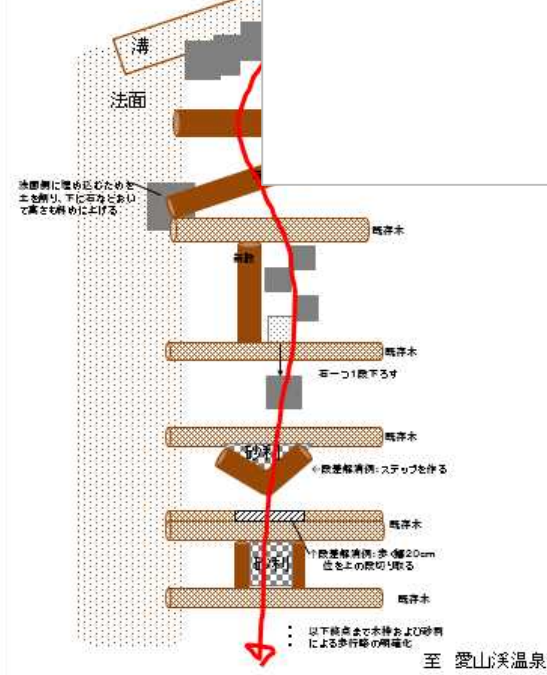 溝
法面
法面側に埋め込むためを
土を削り、下に石などおい
て高さも斜めに上げる
既存木
新設
既存木
石一つ1段下ろす
既存木
砂利
←段差解消例:ステップを作る
既存木
↑段差解消例:歩く幅20cm
位を上の段切り取る
砂利
既存木
以下終点まで木枠および砂利
による歩行路の明確化
至 愛山渓温泉